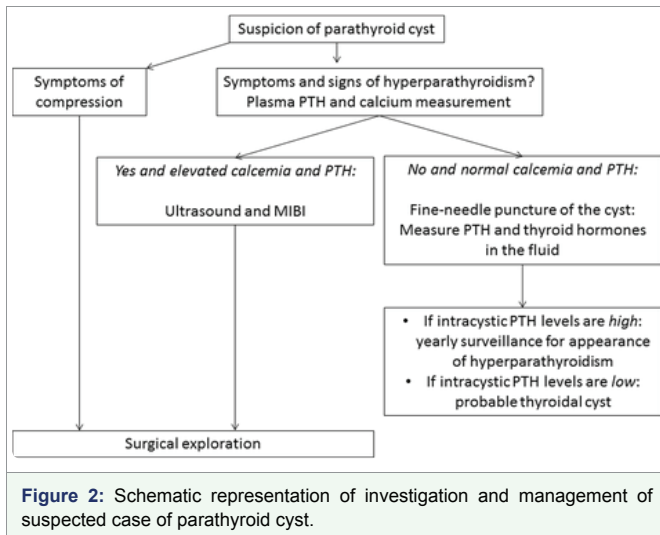 Suspicion of parathyroid cyst
Symptoms of
compression
Symptoms and signs of hyperparathyroidism?
Plasma PTH and calcium measurement
Yes and elevated calcemia and PTH:
Ultrasound and MIBI
No and normal calcemia and PTH:
Fine-needle puncture of the cyst:
Measure PTH and thyroid hormones
in the fluid
• If intracystic PTH levels are high:
yearly surveillance for appearance
of hyperparathyroidism
• If intracystic PTH levels are low:
probable thyroidal cyst
Surgical exploration
Figure 2: Schematic representation of investigation and management of
suspected case of parathyroid cyst.